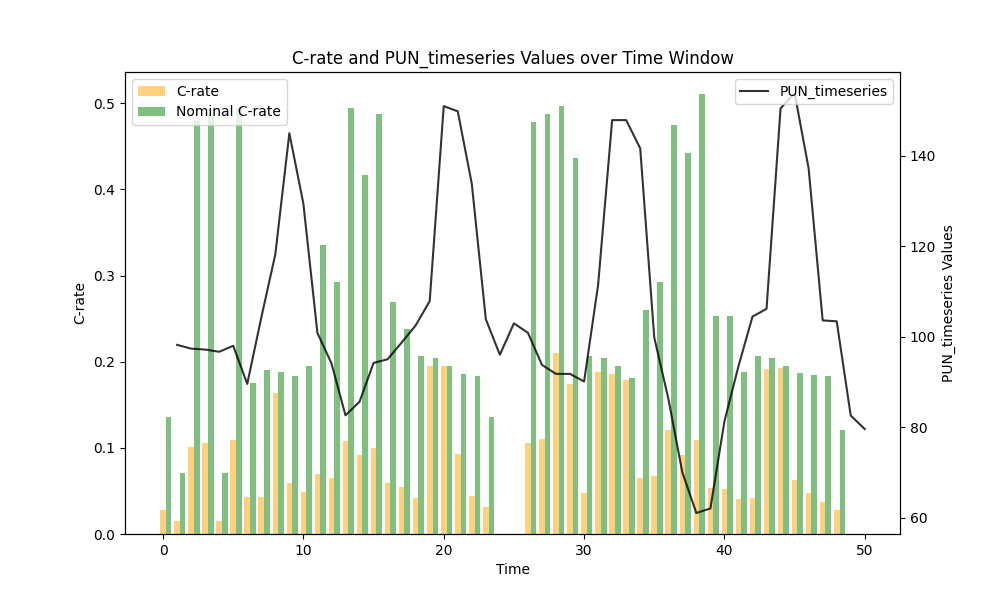 C-rate and PUN_timeseries Values over Time Window
C-rate
Nominal C-rate
PUN_timeseries
0.5
0.4
0.3
0.2
0.1
0.0
C-rate
140
120
100
80
60
PUN_timeseries Values
0 10 20 30 40 50
Time